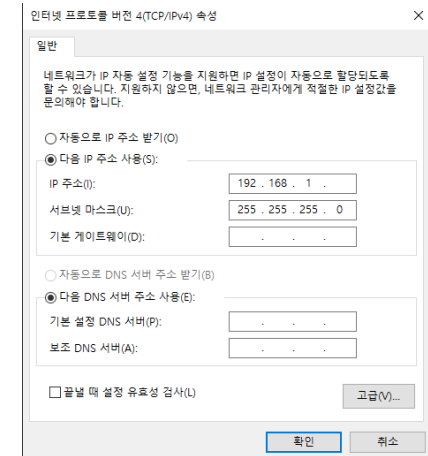 인터넷 프로토콜 버전 4(TCP/IPv4) 속성
일반
네트워크가 IP 자동 설정 기능을 지원하면 IP 설정이 자동으로 할당되도록
할 수 있습니다. 지원하지 않으면, 네트워크 관리자에게 적절한 IP 설정값을
문의해야 합니다.
자동으로 IP 주소 받기(O)
다음 IP 주소 사용(S):
IP 주소(I):
192 . 168 . 1 .
서브넷 마스크(U):
255 . 255 . 255 . 0
기본 게이트웨이(D):
. . .
자동으로 DNS 서버 주소 받기(B)
다음 DNS 서버 주소 사용(E):
기본 설정 DNS 서버(P):
. . .
보조 DNS 서버(A):
. . .
끝낼 때 설정 유효성 검사(L)
고급(V)...
확인
취소